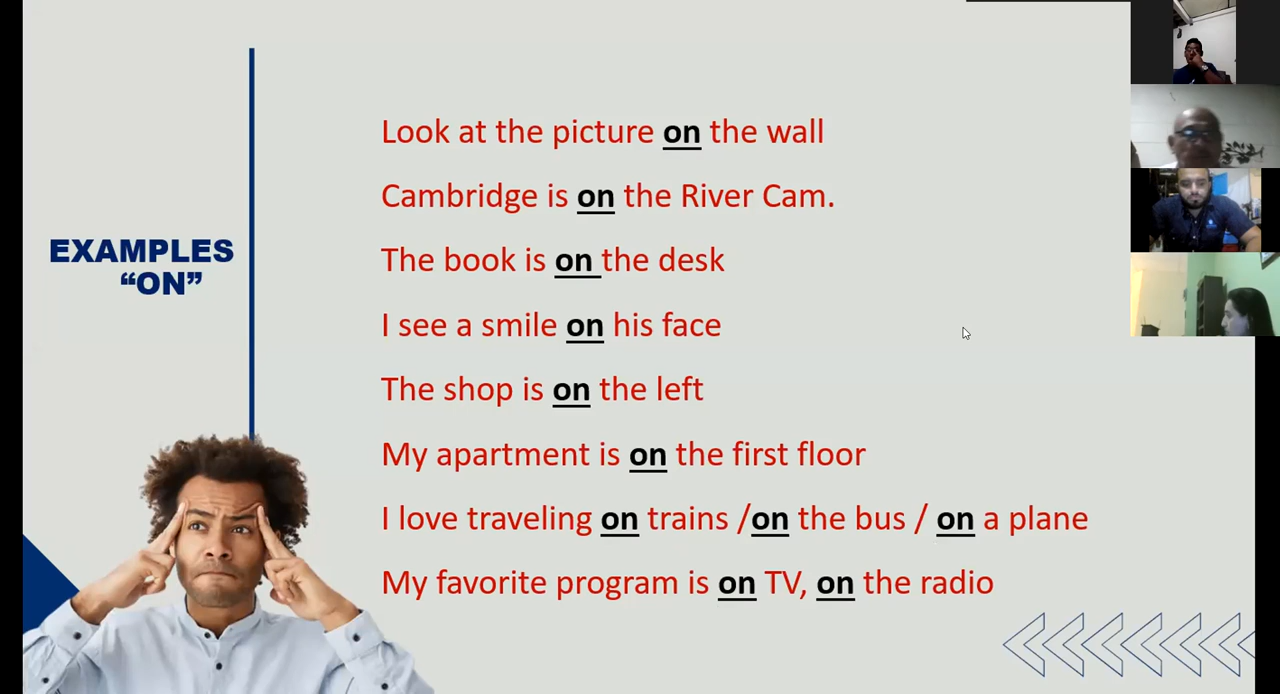 EXAMPLES
“ON”
Look at the picture on the wall
Cambridge is on the River Cam.
The book is on the desk
I see a smile on his face
The shop is on the left
My apartment is on the first floor
I love traveling on trains /on the bus / on a plane
My favorite program is on TV, on the radio